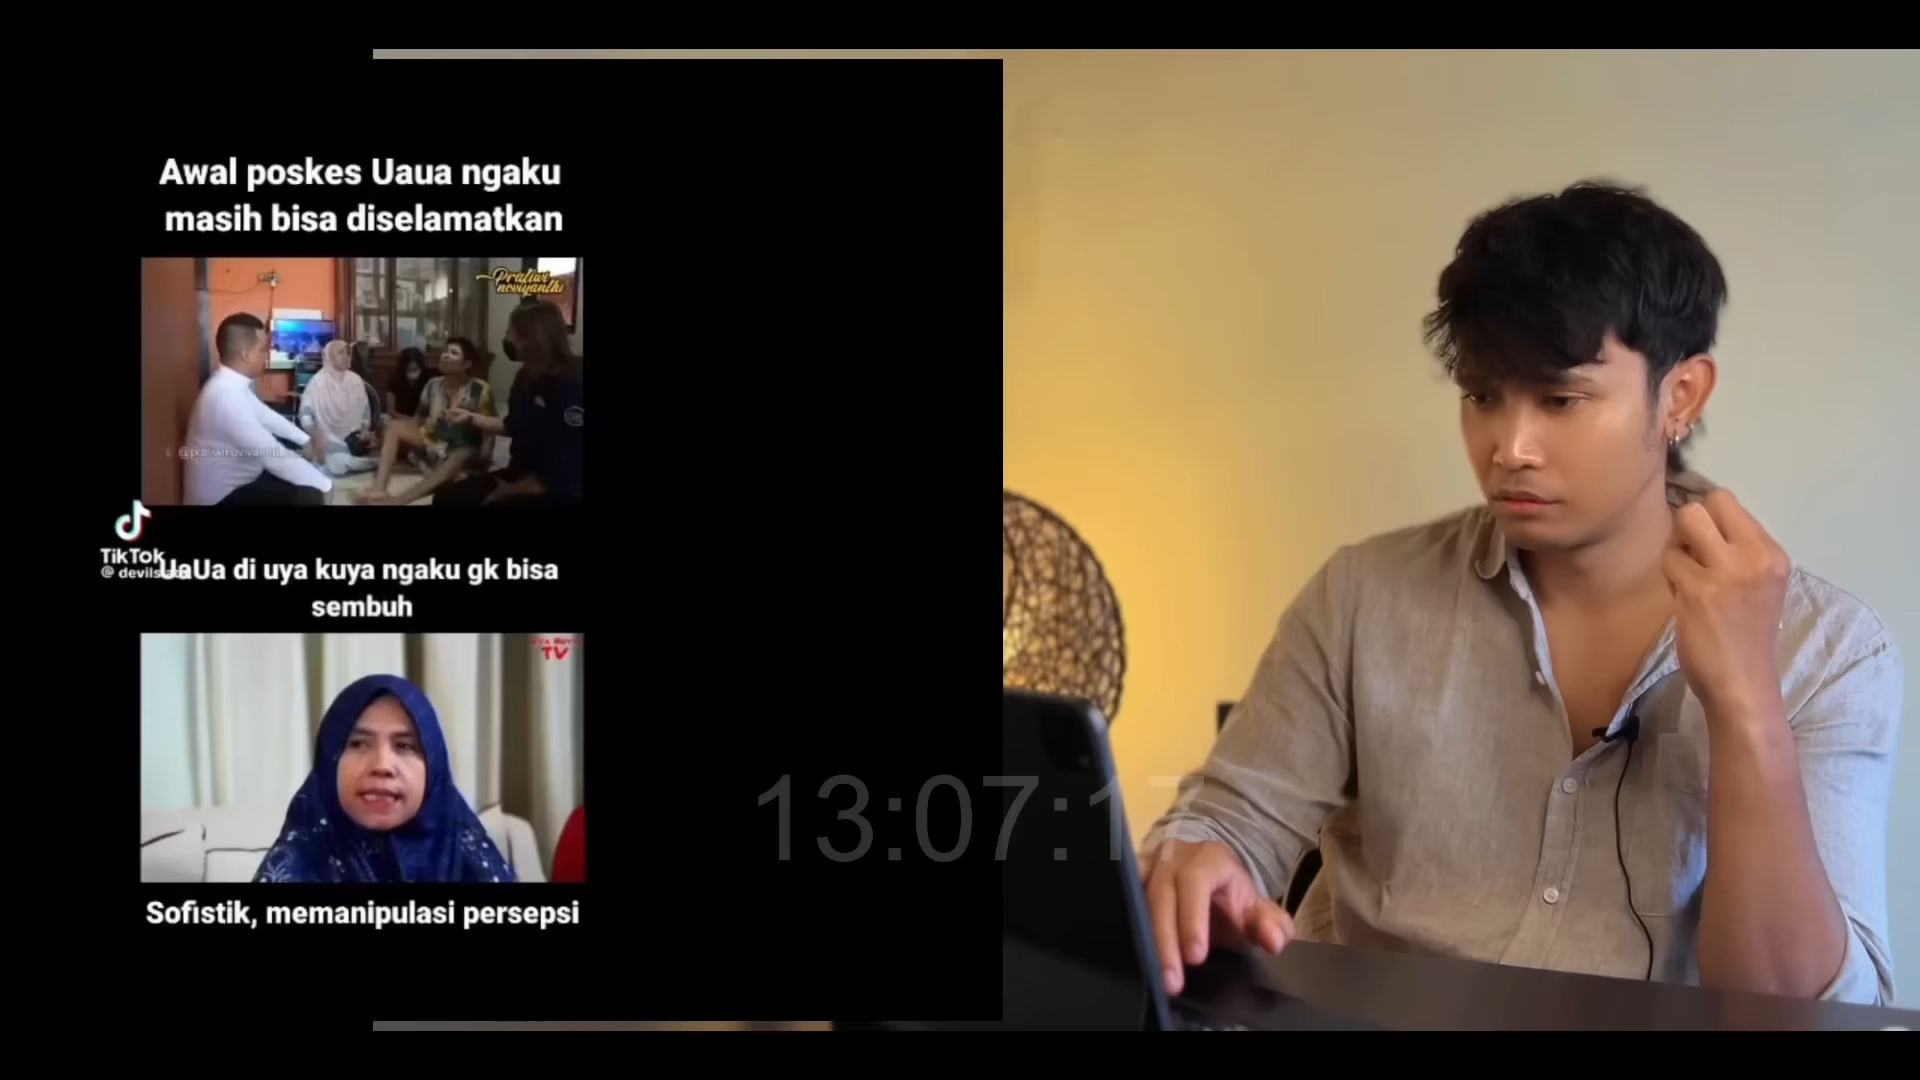 Awal poskes Uaua ngaku
masih bisa diselamatkan
Pratiwi
noviyanthi
TikTok
UaUa di uya kuya ngaku gk bisa
sembuh
TV
13:07:17
Sofistik, memanipulasi persepsi